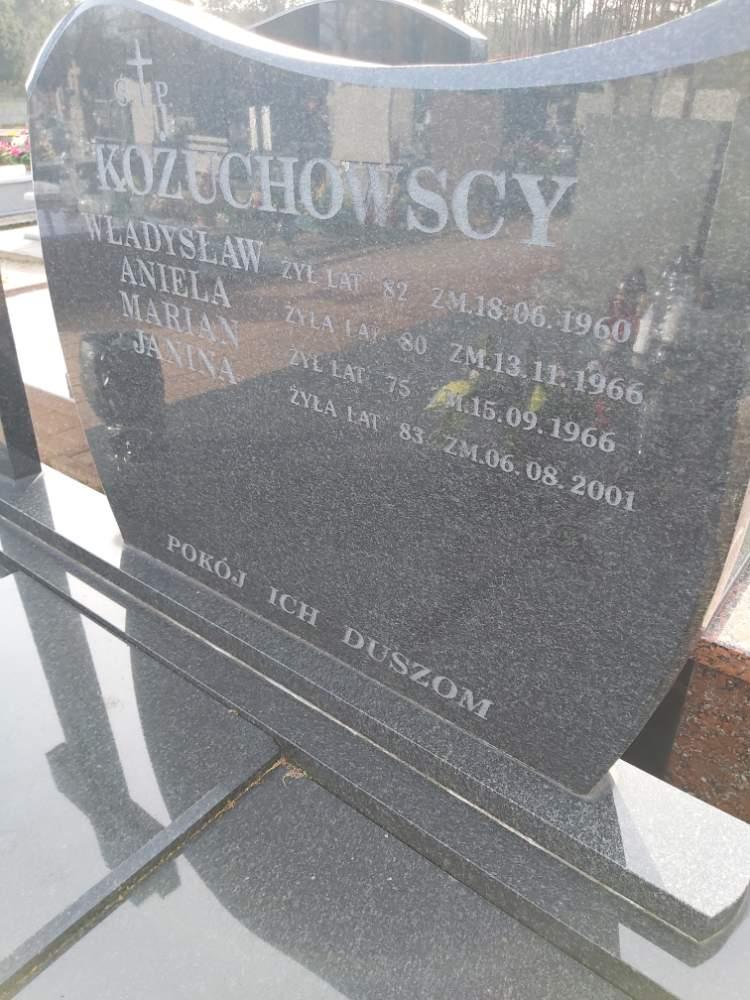 Ś P.
KOZUCHOWSCY
WŁADYSŁAW ŻYŁ LAT 82 ZM.18.06.1960
ANIELA ŻYŁA LAT 80 ZM.13.11.1966
MARIAN ŻYŁ LAT 75 ZM.15.09.1966
JANINA ŻYŁA LAT 83 ZM.06.08.2001
POKÓJ ICH DUSZOM